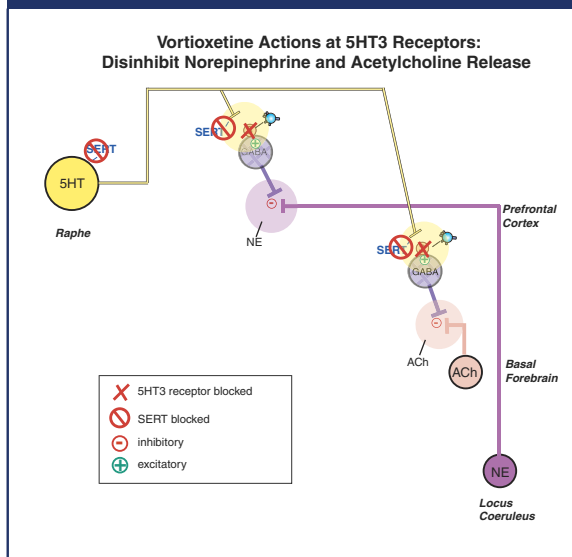 Vortioxetine Actions at 5HT3 Receptors:
Disinhibit Norepinephrine and Acetylcholine Release
SERT
SERT
GABA
5HT
Raphe
NE
Prefrontal
Cortex
SERT
GABA
ACh
ACh
Basal
Forebrain
5HT3 receptor blocked
SERT blocked
inhibitory
excitatory
NE
Locus
Coeruleus